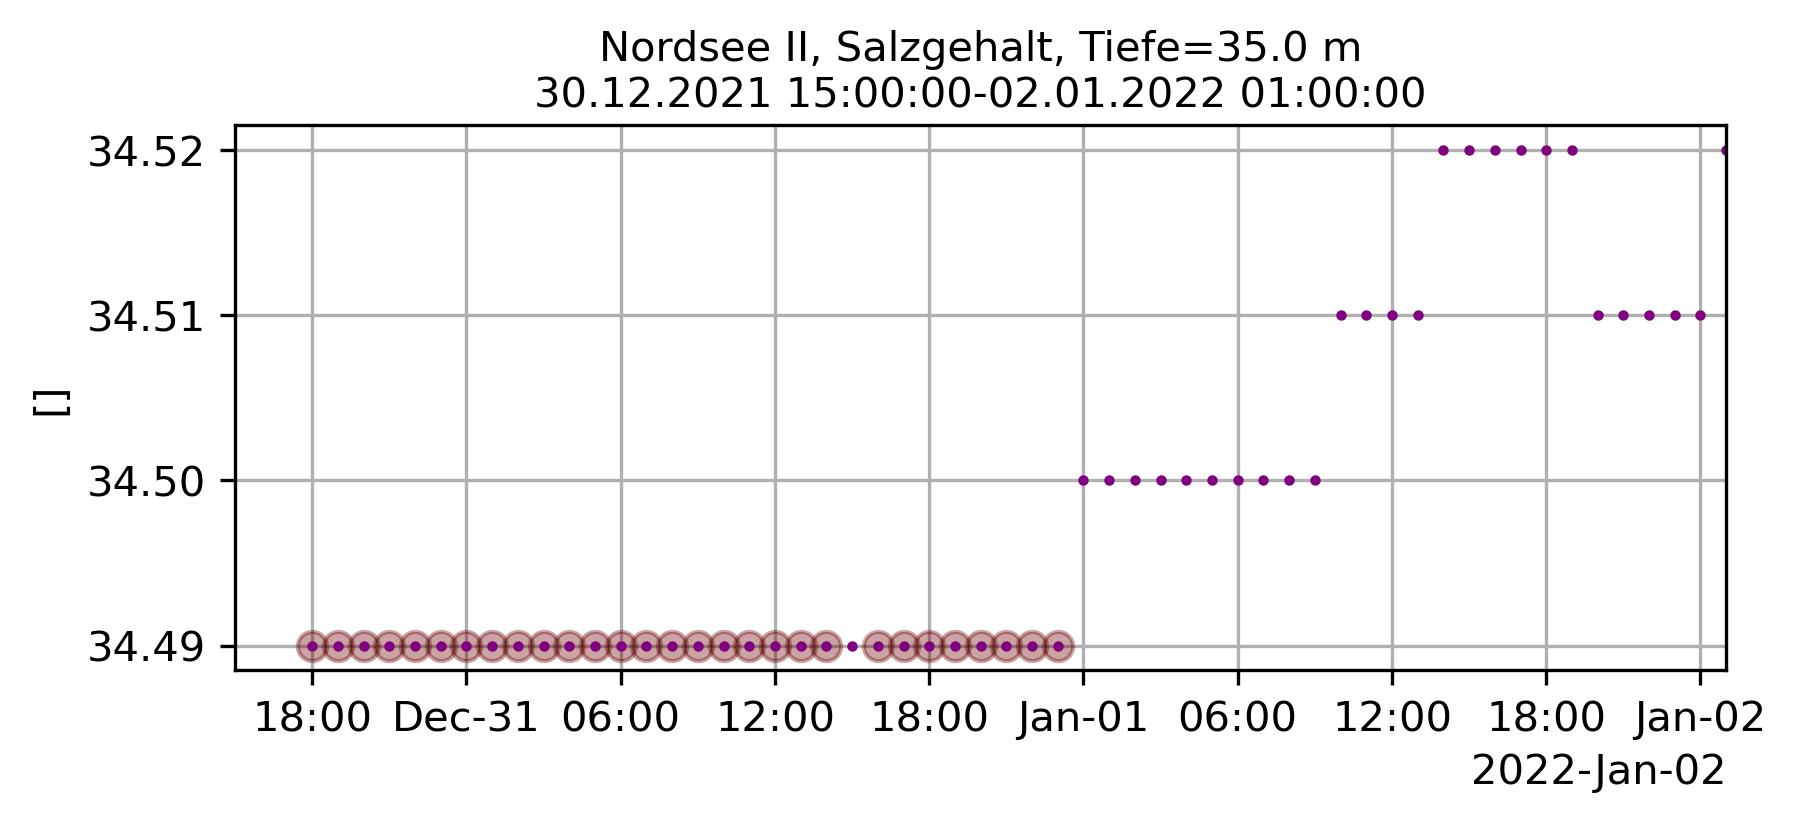 Nordsee II, Salzgehalt, Tiefe=35.0 m
30.12.2021 15:00:00-02.01.2022 01:00:00
34.52
34.51
34.50
34.49
[]
18:00 Dec-31 06:00 12:00 18:00 Jan-01 06:00 12:00 18:00 Jan-02
2022-Jan-02